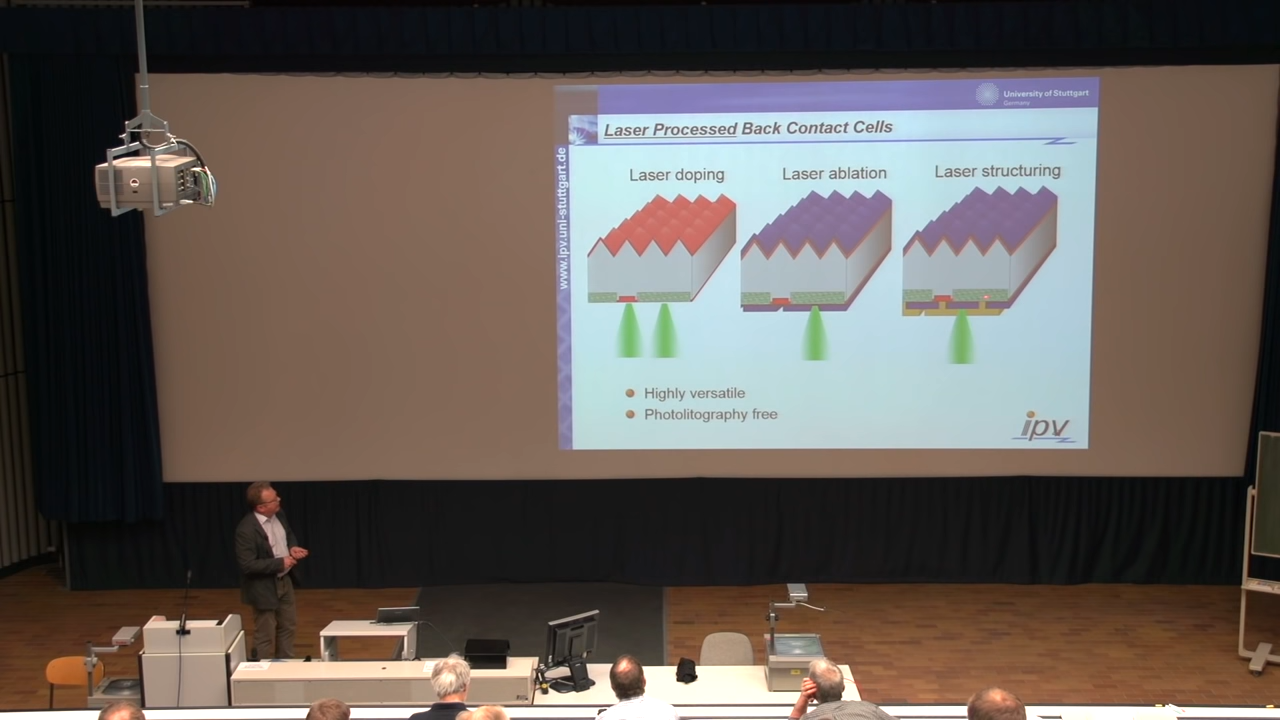 University of Stuttgart
Germany
Laser Processed Back Contact Cells
www.ipv.uni-stuttgart.de
Laser doping
Laser ablation
Laser structuring
Highly versatile
Photolitography free
ipv